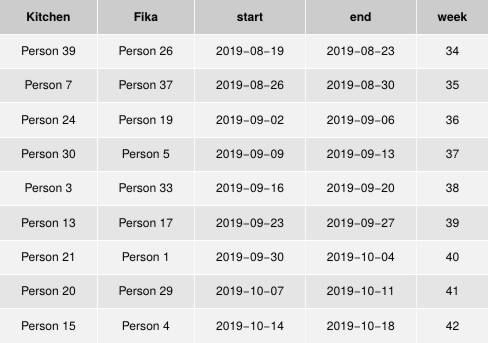 Kitchen Fika start end week
Person 39 Person 26 2019−08−19 2019−08−23 34
Person 7 Person 37 2019−08−26 2019−08−30 35
Person 24 Person 19 2019−09−02 2019−09−06 36
Person 30 Person 5 2019−09−09 2019−09−13 37
Person 3 Person 33 2019−09−16 2019−09−20 38
Person 13 Person 17 2019−09−23 2019−09−27 39
Person 21 Person 1 2019−09−30 2019−10−04 40
Person 20 Person 29 2019−10−07 2019−10−11 41
Person 15 Person 4 2019−10−14 2019−10−18 42